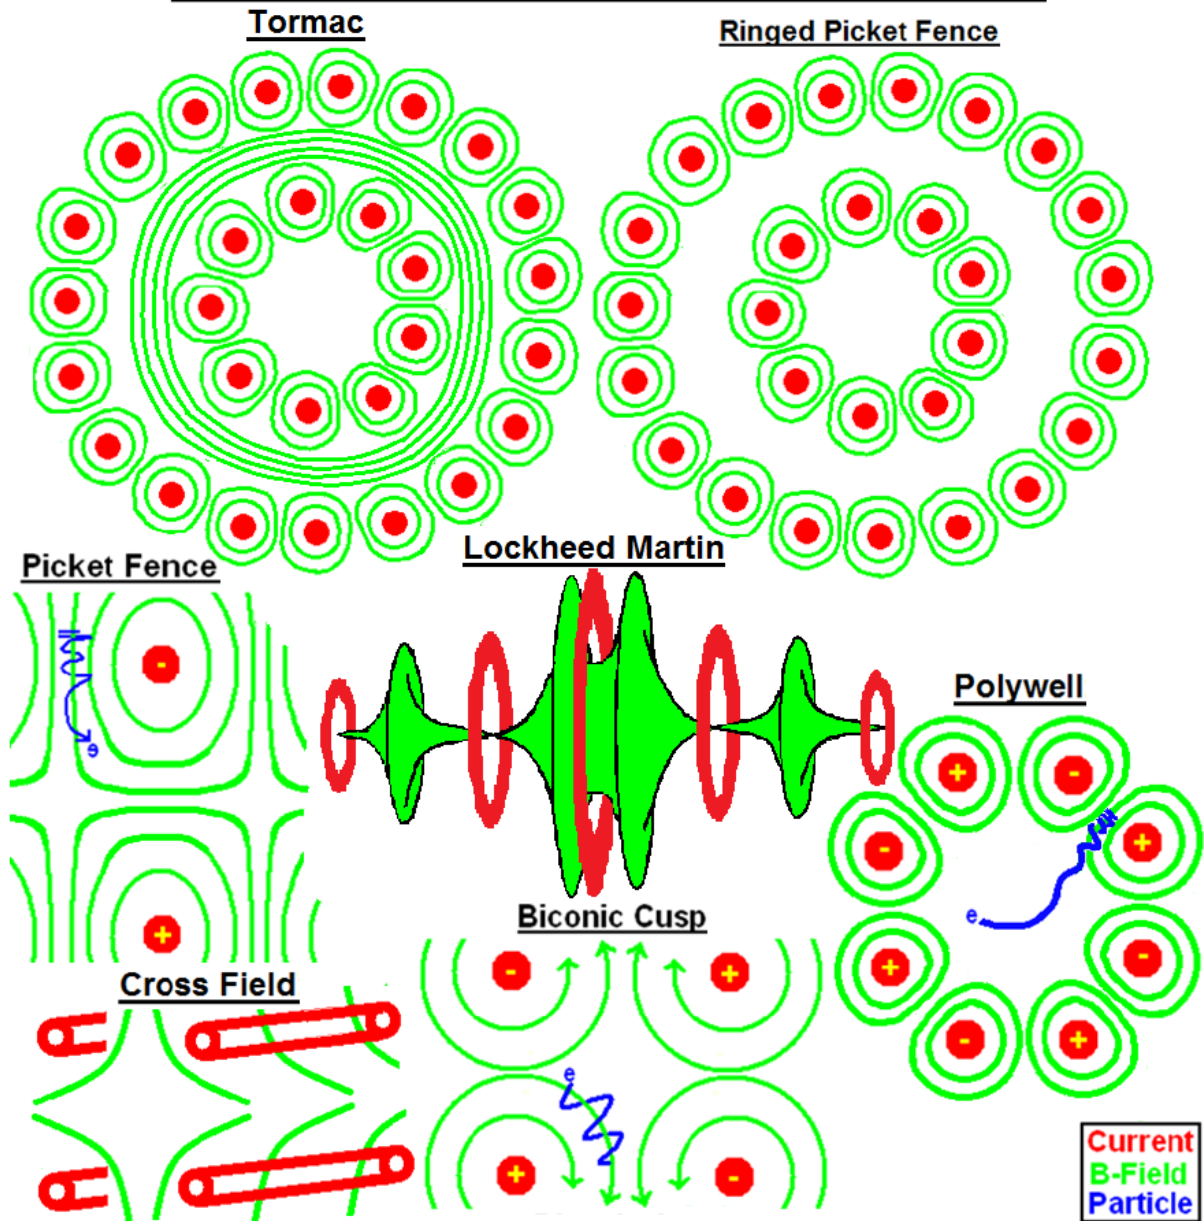 Tormac
Ringed Picket Fence
Lockheed Martin
Picket Fence
-
e
+
Polywell
+
-
-
+
e
+
-
-
+
Biconic Cusp
-
+
e
+
-
Cross Field
Current
B-Field
Particle